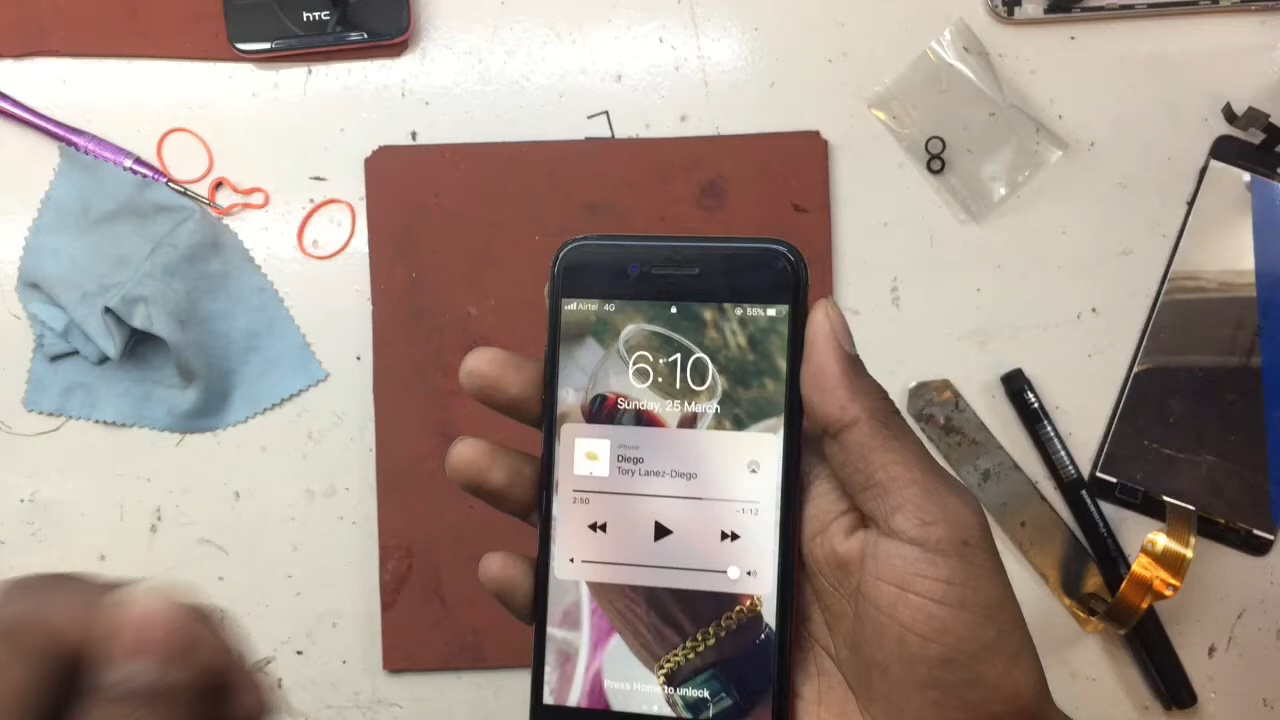 hTC
Airtel 4G
55%
6:10
Sunday, 25 March
iPhone
Diego
Tory Lanez-Diego
2:50
-1:12
Press Home to unlock